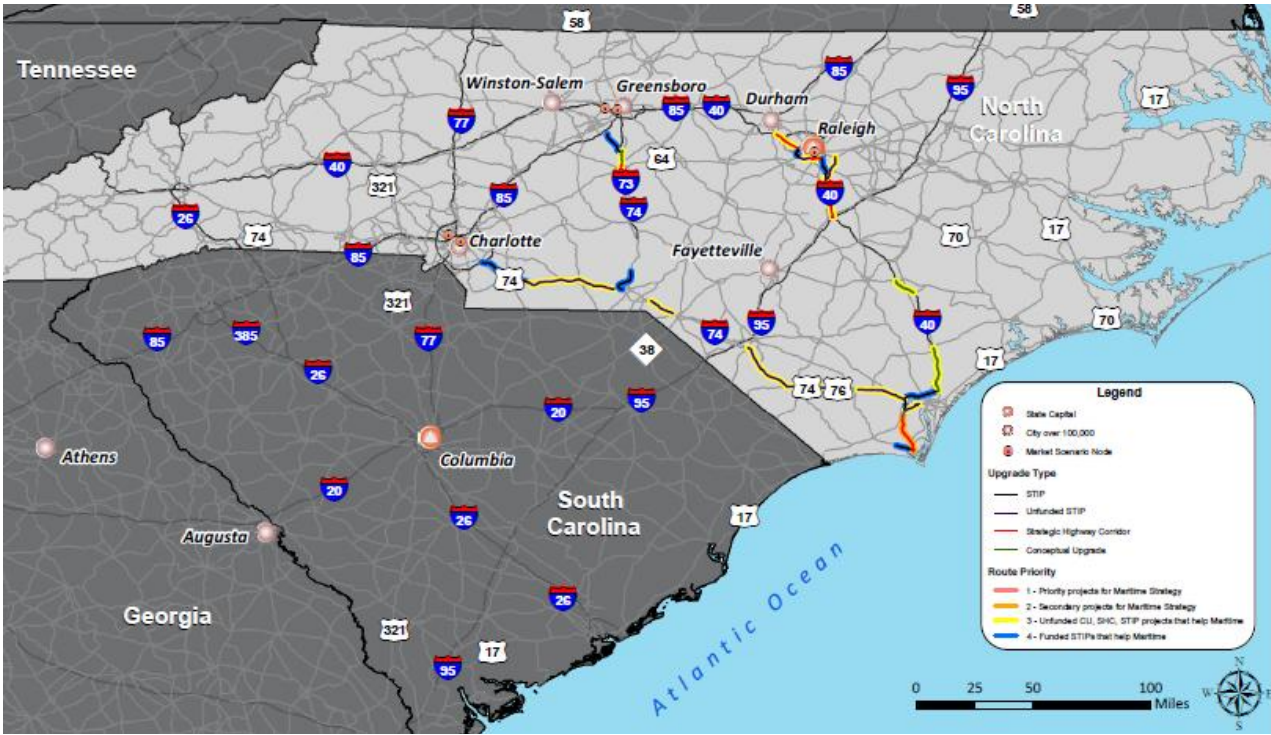 58
58
Tennessee
Winston-Salem
Greensboro
Durham
85
95
North
Carolina
17
77
85
40
Raleigh
40
321
85
64
73
74
40
26
74
85
Charlotte
74
Fayetteville
70
17
321
85
385
77
26
38
74
95
40
17
70
20
95
74
76
Athens
Columbia
20
26
South
Carolina
17
Augusta
Georgia
26
321
17
95
Atlantic Ocean
Legend
State Capital
City over 100,000
Market Scenario Node
Upgrade Type
STIP
Unfunded STIP
Strategic Highway Corridor
Conceptual Upgrade
Route Priority
1 - Priority projects for Maritime Strategy
2 - Secondary projects for Maritime Strategy
3 - Unfunded CU, SHC, STIP projects that help Maritime
4 - Funded STIPs that help Maritime
0 25 50 100
Miles
N
W E
S